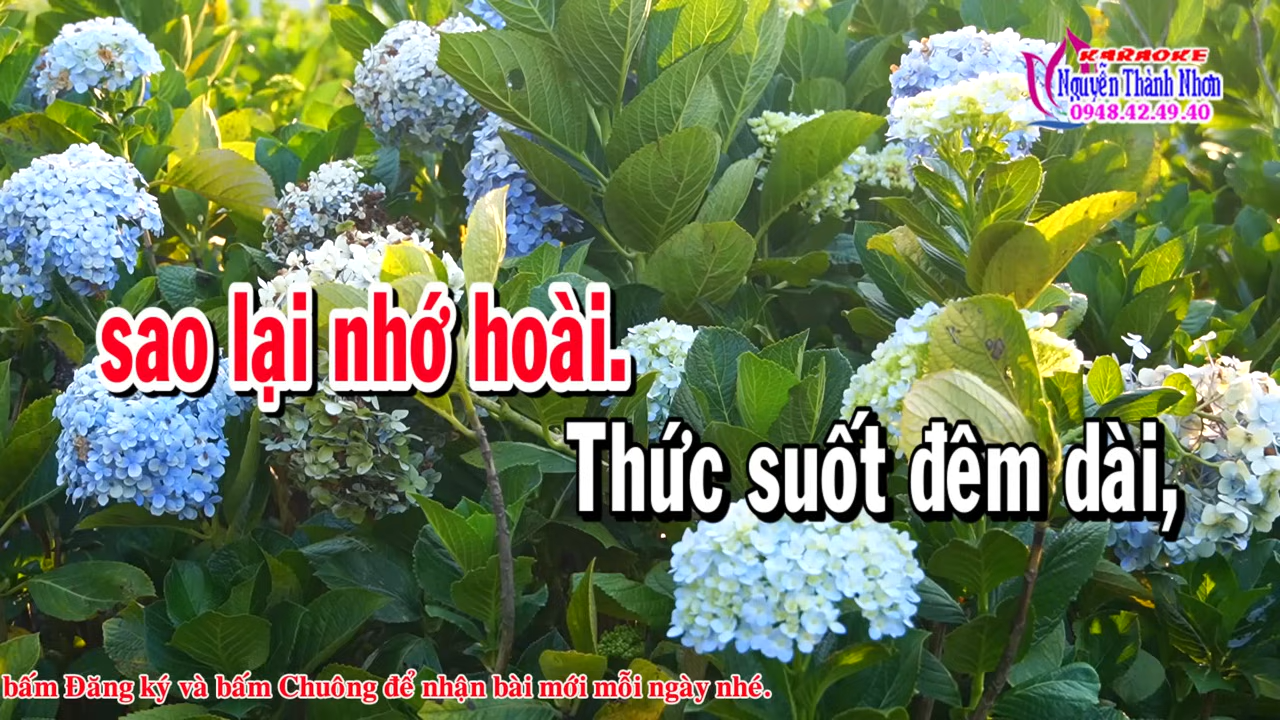 KARAOKE
Nguyễn Thành Nhơn
0948.42.49.40
sao lại nhớ hoài.
Thức suốt đêm dài,
bấm Đăng ký và bấm Chuông để nhận bài mới mỗi ngày nhé.